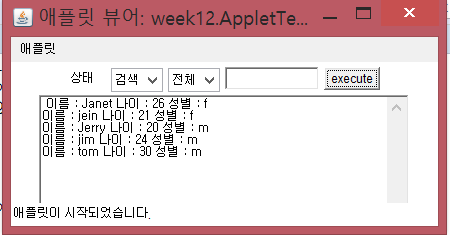 애플릿 뷰어: week12.AppletTe...
애플릿
상태 검색 전체 execute
이름 : Janet 나이 : 26 성별 : f
이름 : jein 나이 : 21 성별 : f
이름 : Jerry 나이 : 20 성별 : m
이름 : jim 나이 : 24 성별 : m
이름 : tom 나이 : 30 성별 : m
애플릿이 시작되었습니다.